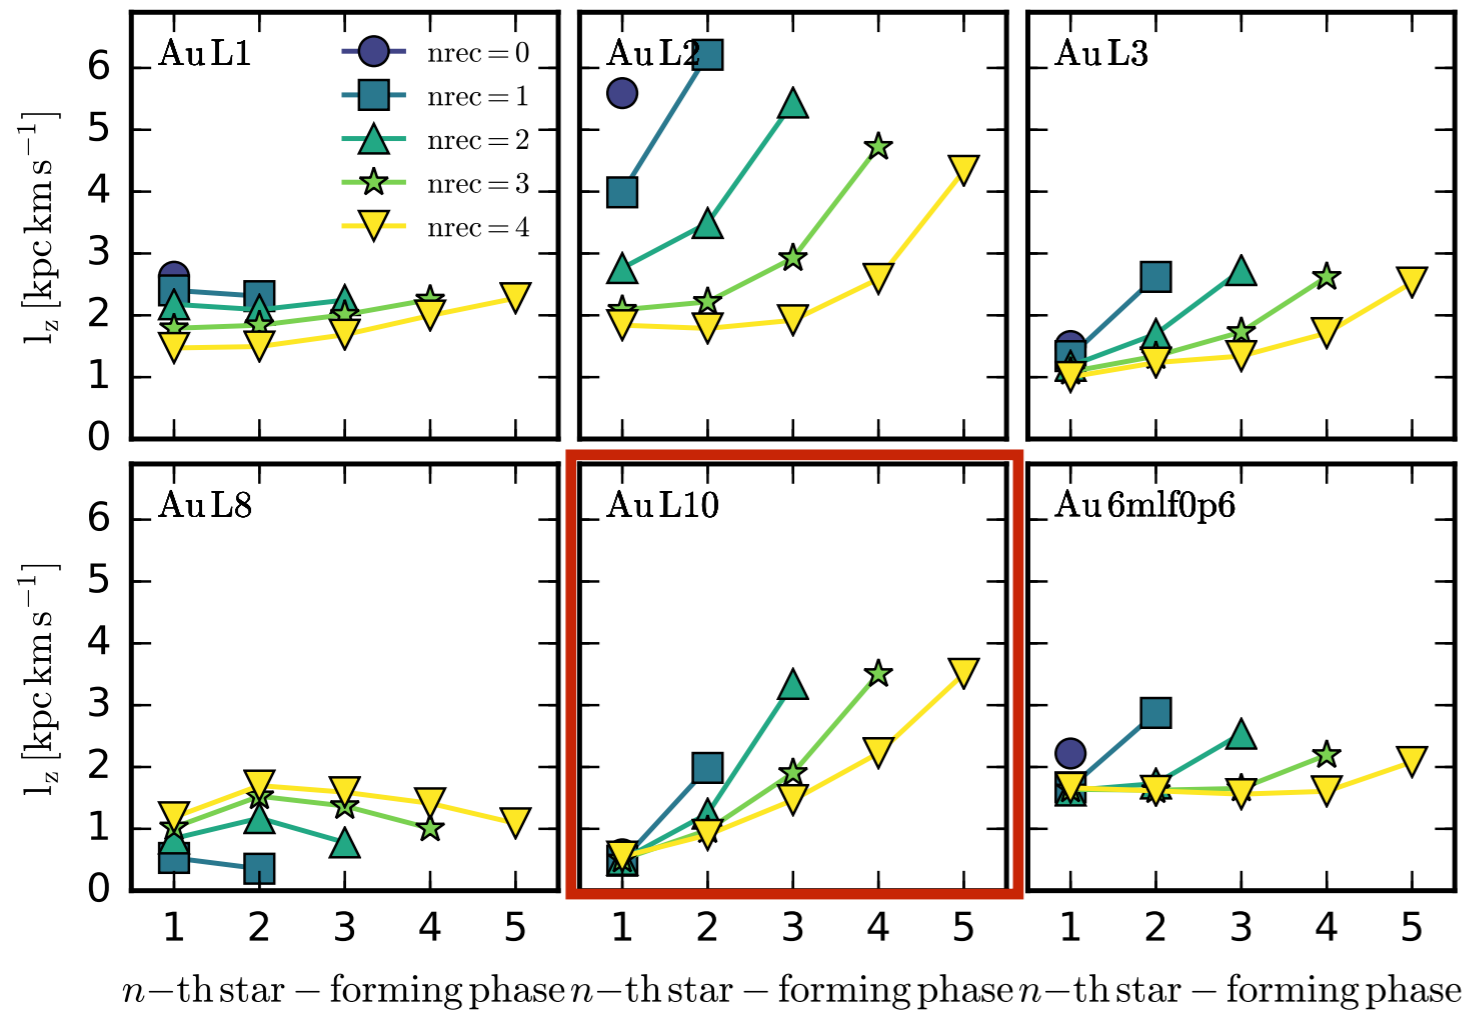 Au L1
nrec = 0
nrec = 1
nrec = 2
nrec = 3
nrec = 4
6
5
4
3
2
1
0
l_z [kpc km s^{−1}]
Au L2
Au L3
Au L8
6
5
4
3
2
1
0
l_z [kpc km s^{−1}]
1 2 3 4 5
n−th star − forming phase
Au L10
1 2 3 4 5
n−th star − forming phase
Au 6mlf0p6
1 2 3 4 5
n−th star − forming phase